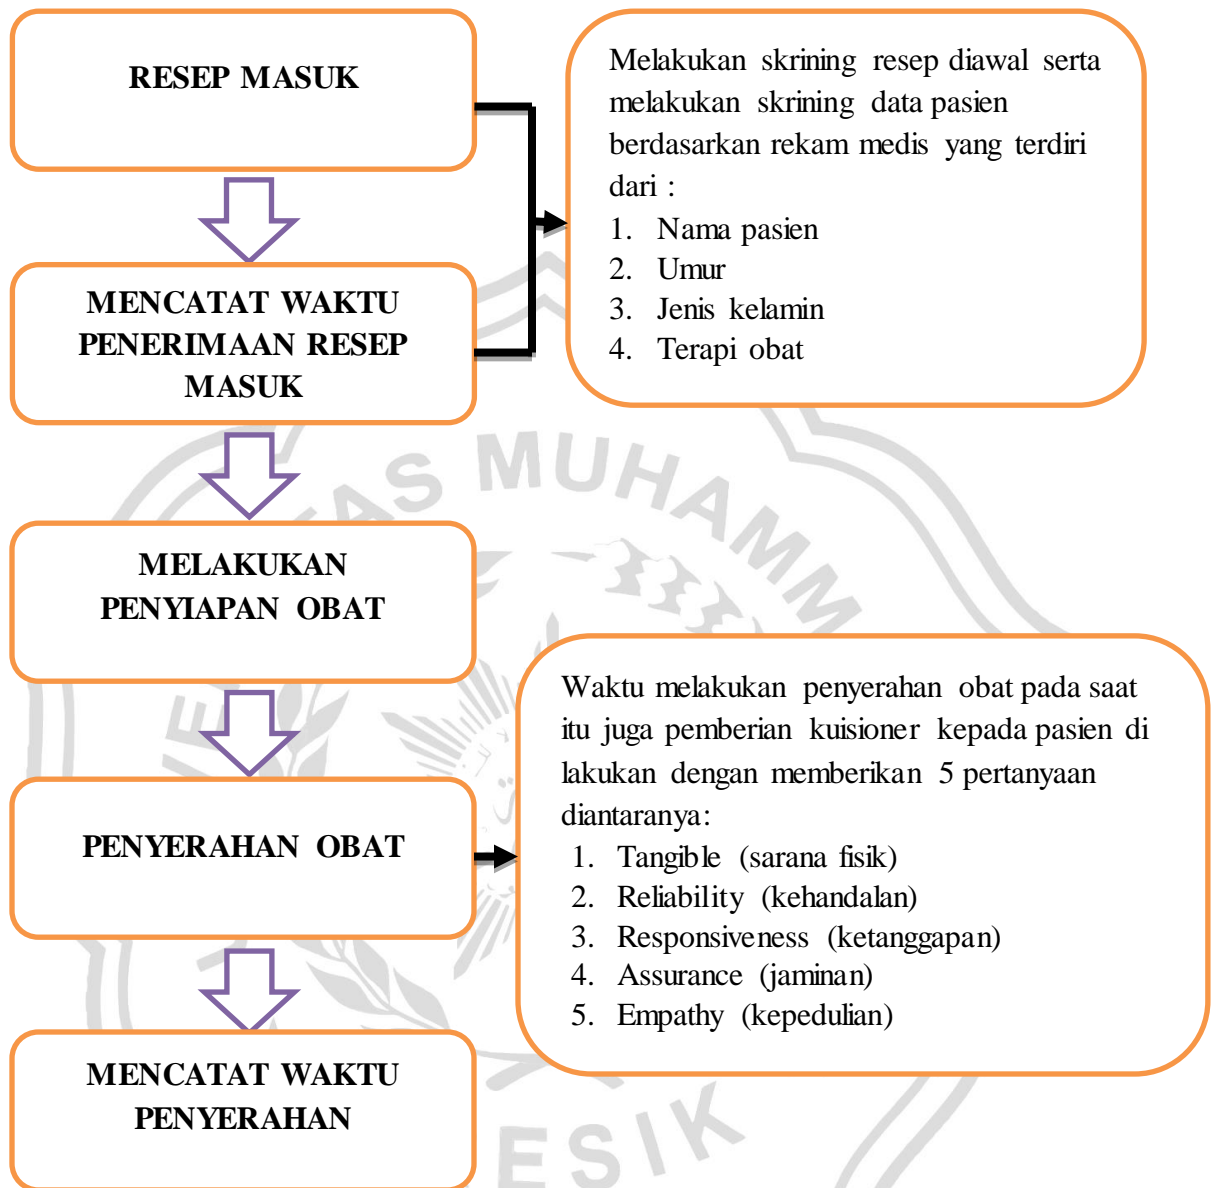 RESEP MASUK
Melakukan skrining resep diawal serta
melakukan skrining data pasien
berdasarkan rekam medis yang terdiri
dari :
1. Nama pasien
2. Umur
3. Jenis kelamin
4. Terapi obat
MENCATAT WAKTU
PENERIMAAN RESEP
MASUK
MELAKUKAN
PENYIAPAN OBAT
Waktu melakukan penyerahan obat pada saat
itu juga pemberian kuisioner kepada pasien di
lakukan dengan memberikan 5 pertanyaan
diantaranya:
1. Tangible (sarana fisik)
2. Reliability (kehandalan)
3. Responsiveness (ketanggapan)
4. Assurance (jaminan)
5. Empathy (kepedulian)
PENYERAHAN OBAT
MENCATAT WAKTU
PENYERAHAN
TAS MUHAMM
ESIK